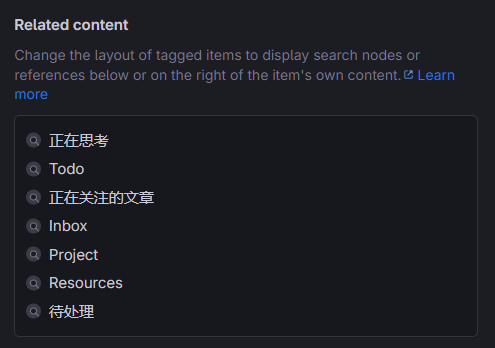 Related content
Change the layout of tagged items to display search nodes or
references below or on the right of the item's own content. Learn
more
正在思考
Todo
正在关注的文章
Inbox
Project
Resources
待处理